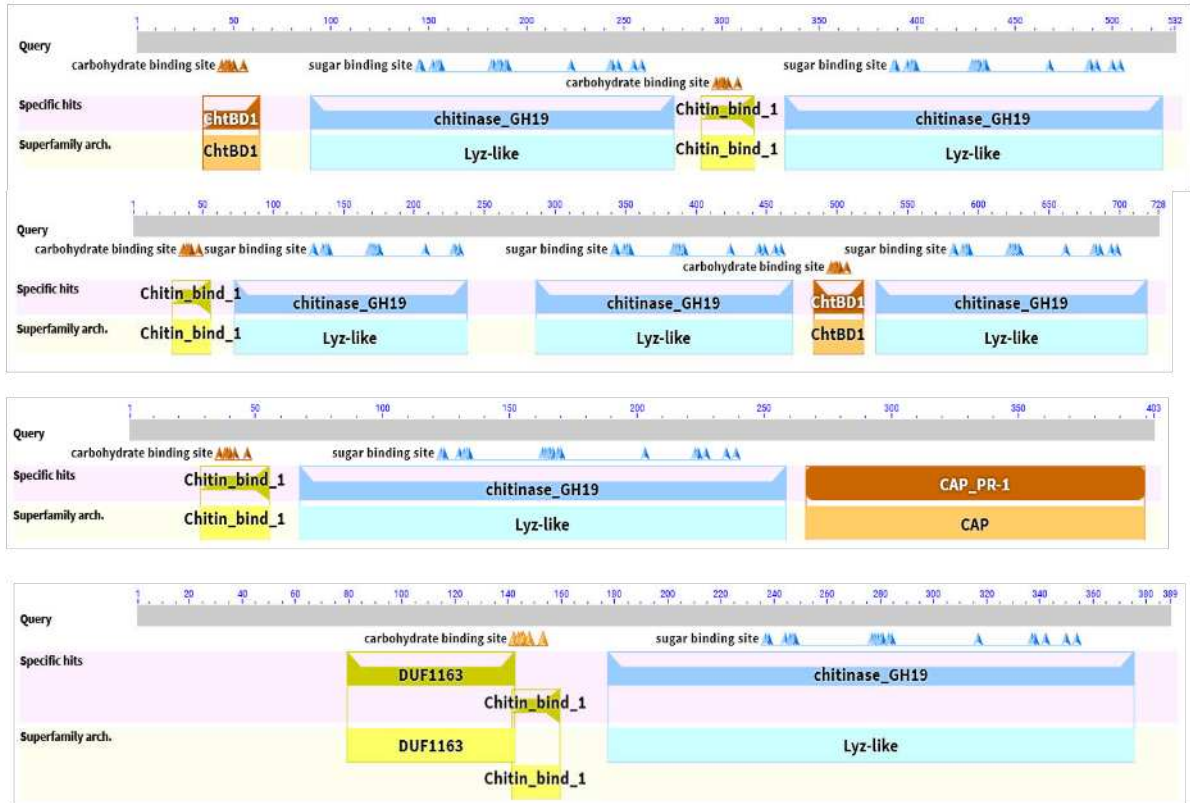 1 50 100 150 200 250 300 350 400 450 500 532
Query
carbohydrate binding site sugar binding site sugar binding site
carbohydrate binding site
Specific hits ChtBD1 chitinase_GH19 Chitin_bind_1 chitinase_GH19
Superfamily arch. ChtBD1 Lyz-like Chitin_bind_1 Lyz-like
1 50 100 150 200 250 300 350 400 450 500 550 600 650 700 728
Query
carbohydrate binding site sugar binding site sugar binding site sugar binding site
carbohydrate binding site
Specific hits Chitin_bind_1 chitinase_GH19 chitinase_GH19 ChtBD1 chitinase_GH19
Superfamily arch. Chitin_bind_1 Lyz-like Lyz-like ChtBD1 Lyz-like
1 50 100 150 200 250 300 350 403
Query
carbohydrate binding site sugar binding site
Specific hits Chitin_bind_1 chitinase_GH19 CAP_PR-1
Superfamily arch. Chitin_bind_1 Lyz-like CAP
1 20 40 60 80 100 120 140 160 180 200 220 240 260 280 300 320 340 360 380 389
Query
carbohydrate binding site sugar binding site
Specific hits DUF1163 chitinase_GH19
Chitin_bind_1
Superfamily arch. DUF1163 Lyz-like
Chitin_bind_1